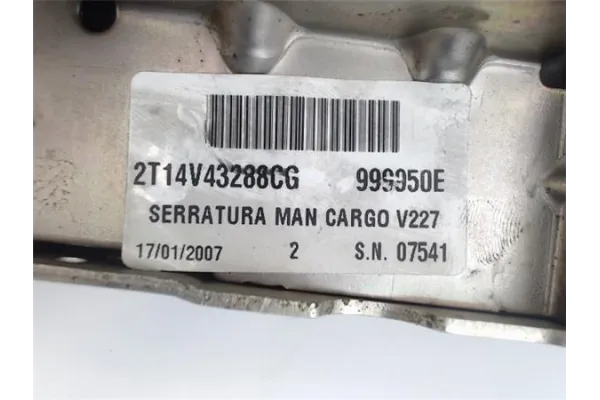 2T14V43288CG 999950E
SERRATURA MAN CARGO V227
17/01/2007 2 S.N. 07541